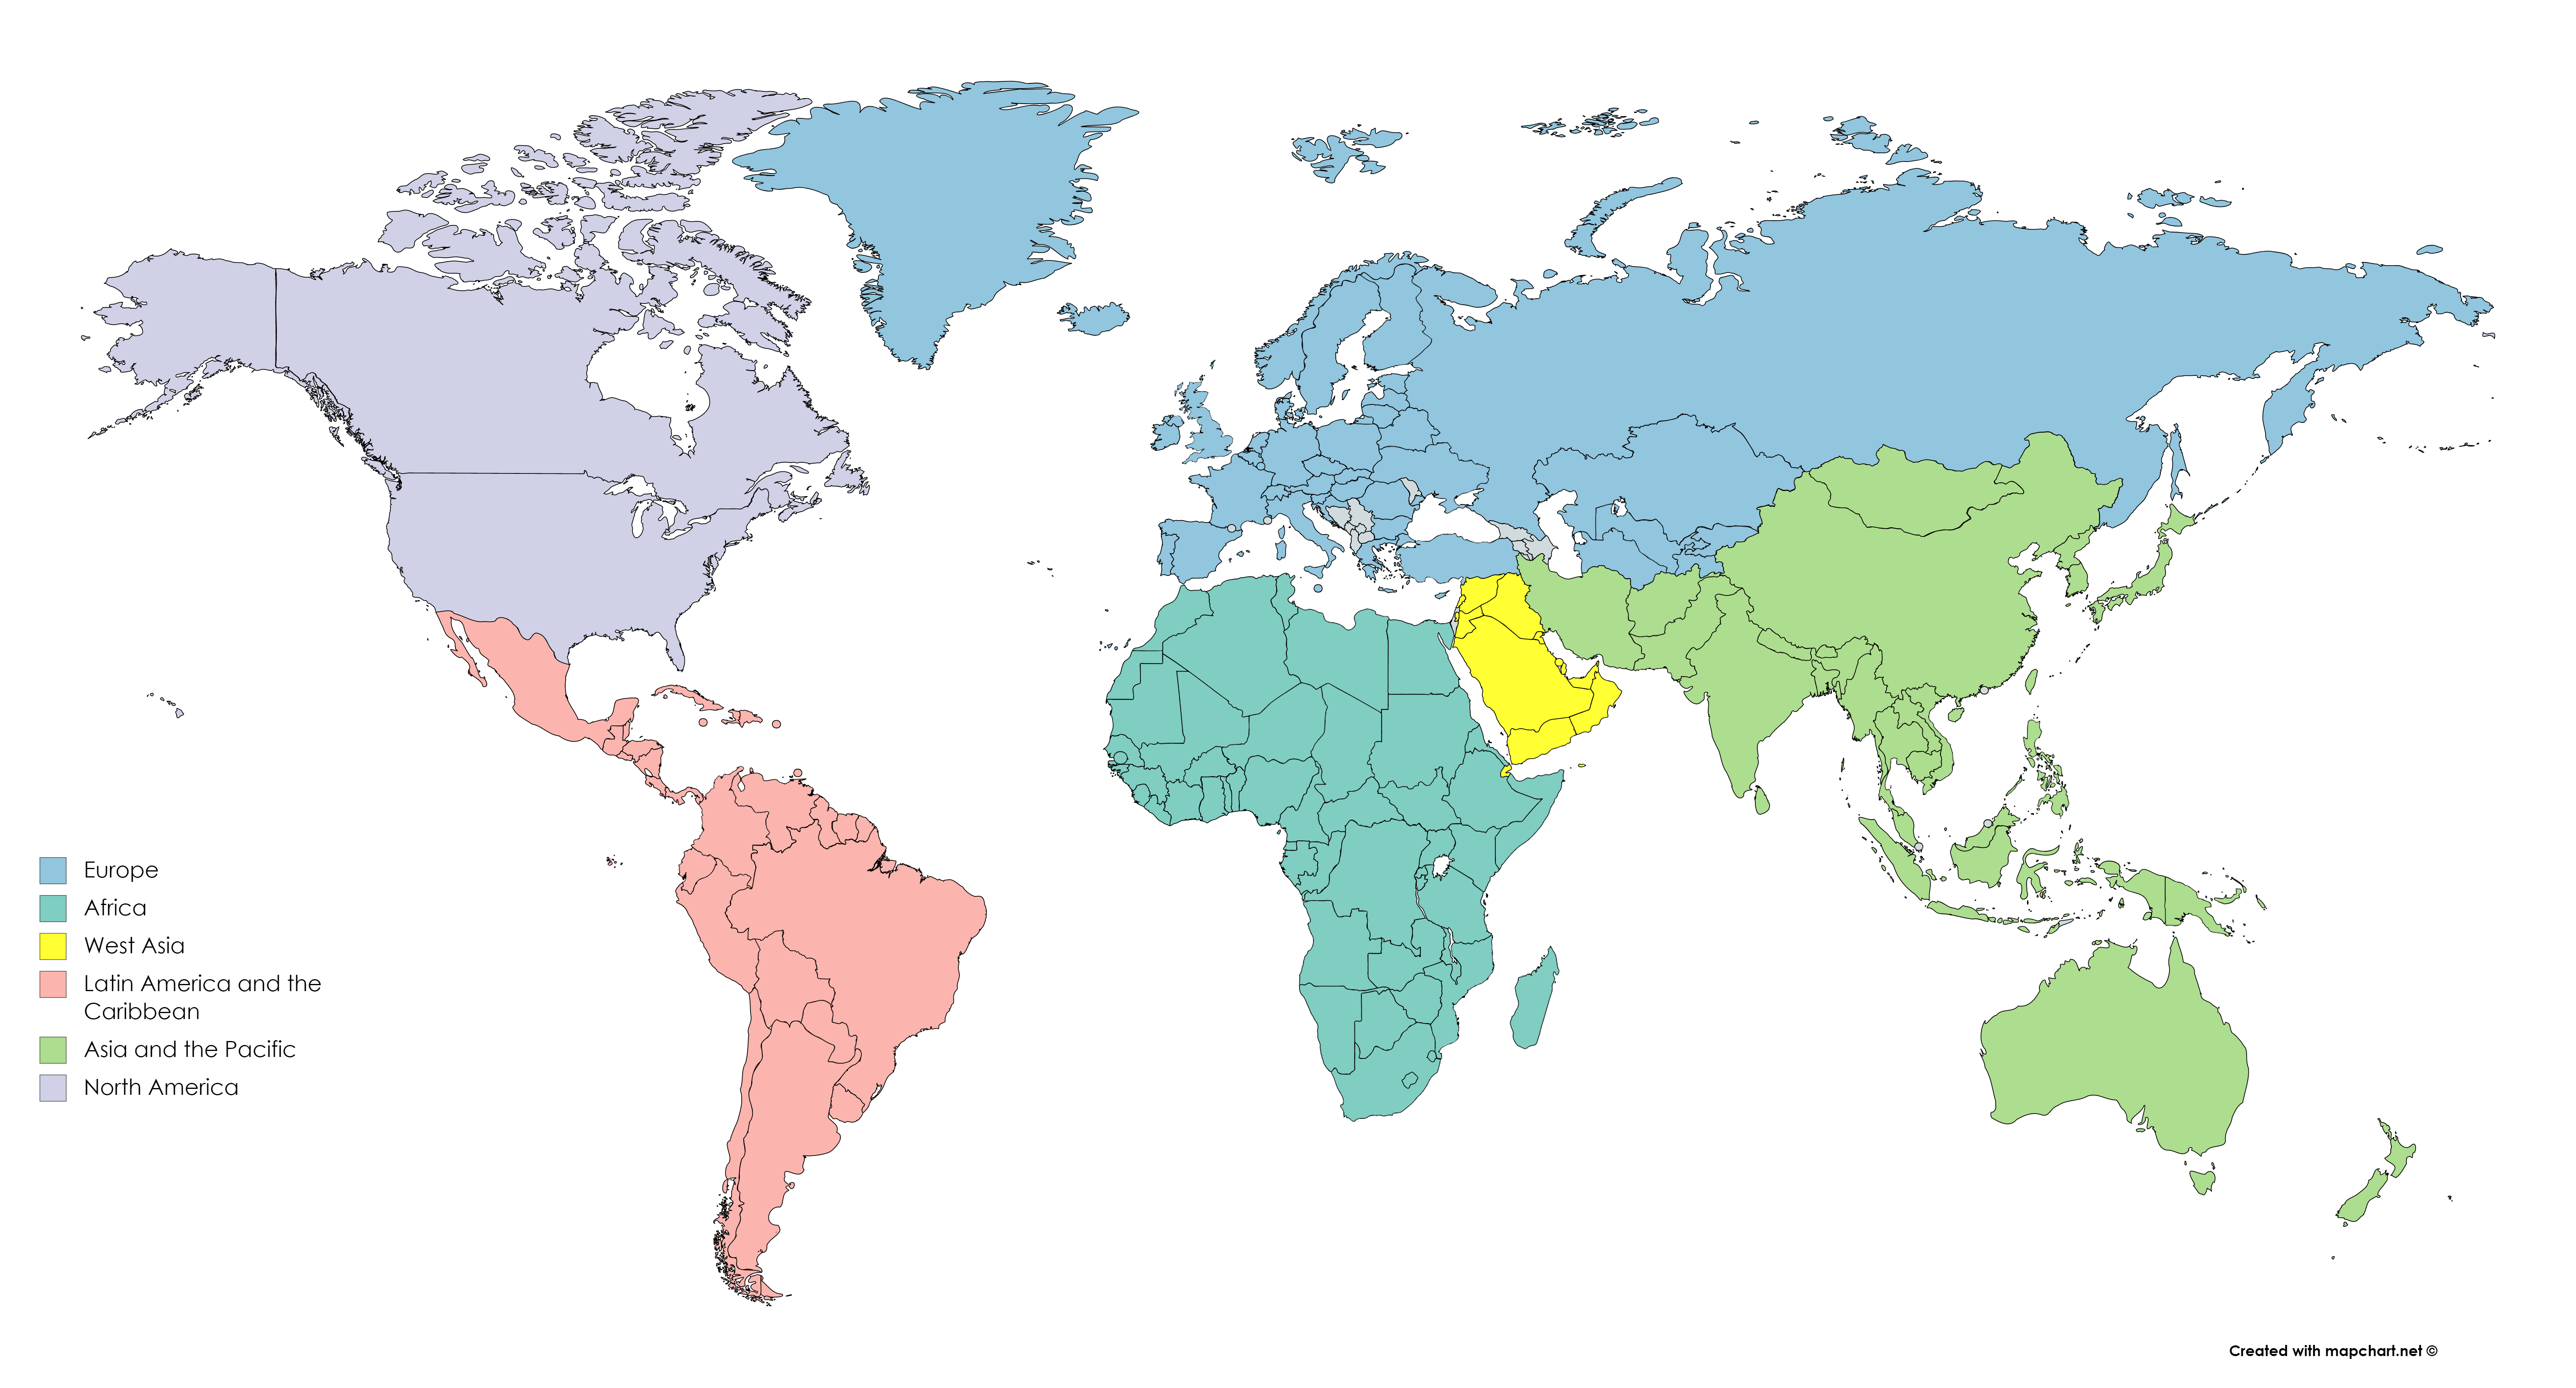 Europe
Africa
West Asia
Latin America and the
Caribbean
Asia and the Pacific
North America
Created with mapchart.net ©